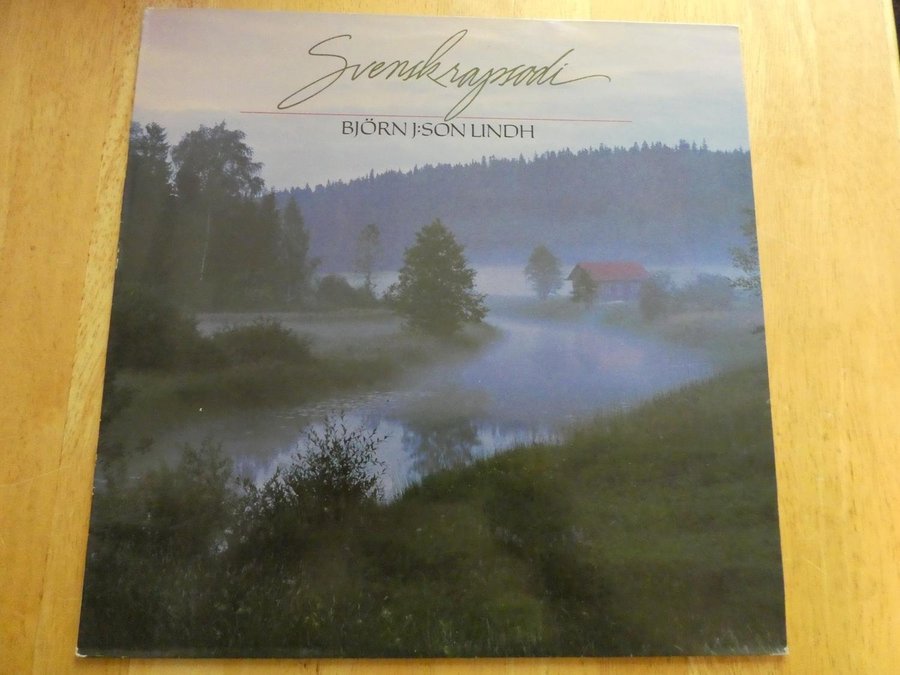 Svensk rapsodi
BJÖRN J:SON LINDH